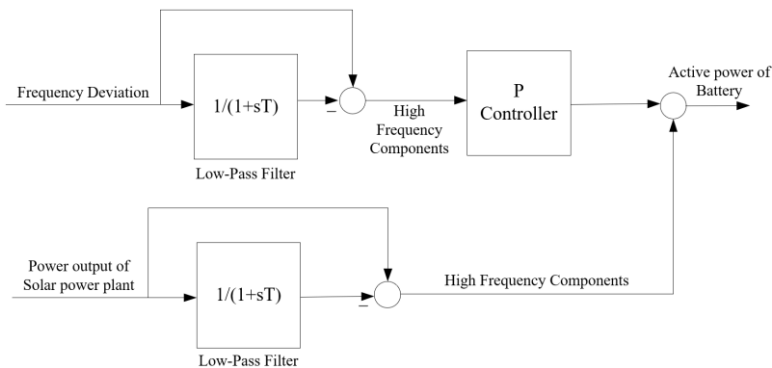 Frequency Deviation
1/(1+sT)
Low-Pass Filter
–
High
Frequency
Components
P
Controller
Active power of
Battery
Power output of
Solar power plant
1/(1+sT)
Low-Pass Filter
–
High Frequency Components